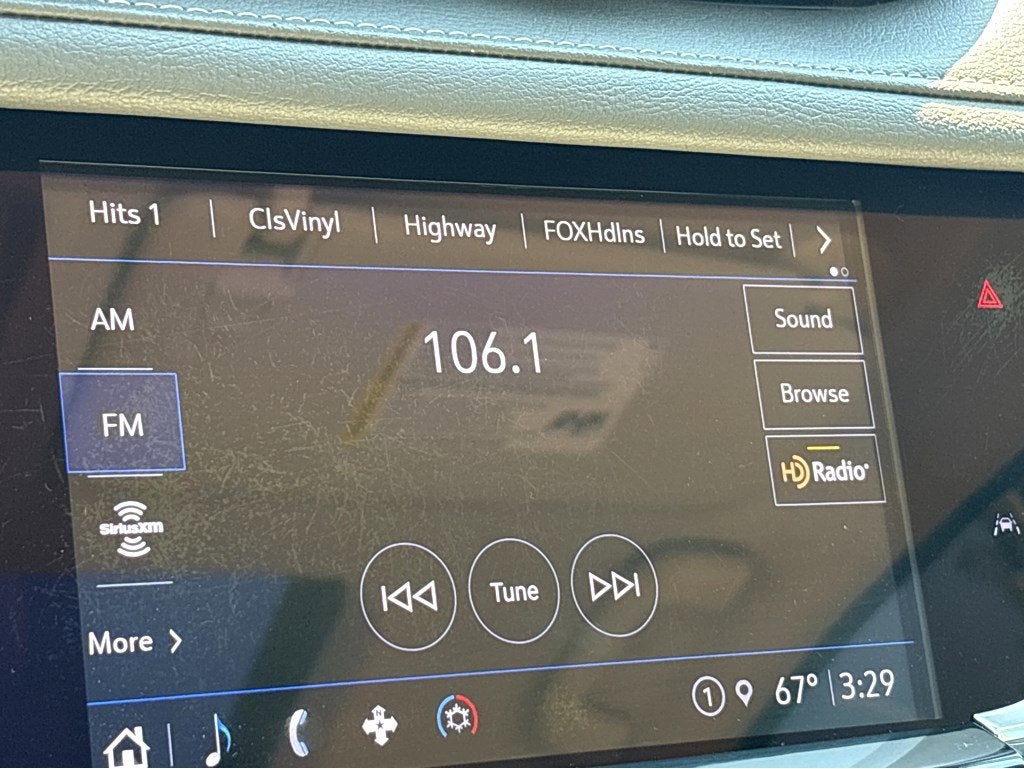 Hits 1 | ClsVinyl | Highway | FOXHdlns | Hold to Set |
AM
106.1
Sound
FM
Browse
HD Radio
SiriusXM
Tune
More
1 67° | 3:29
N